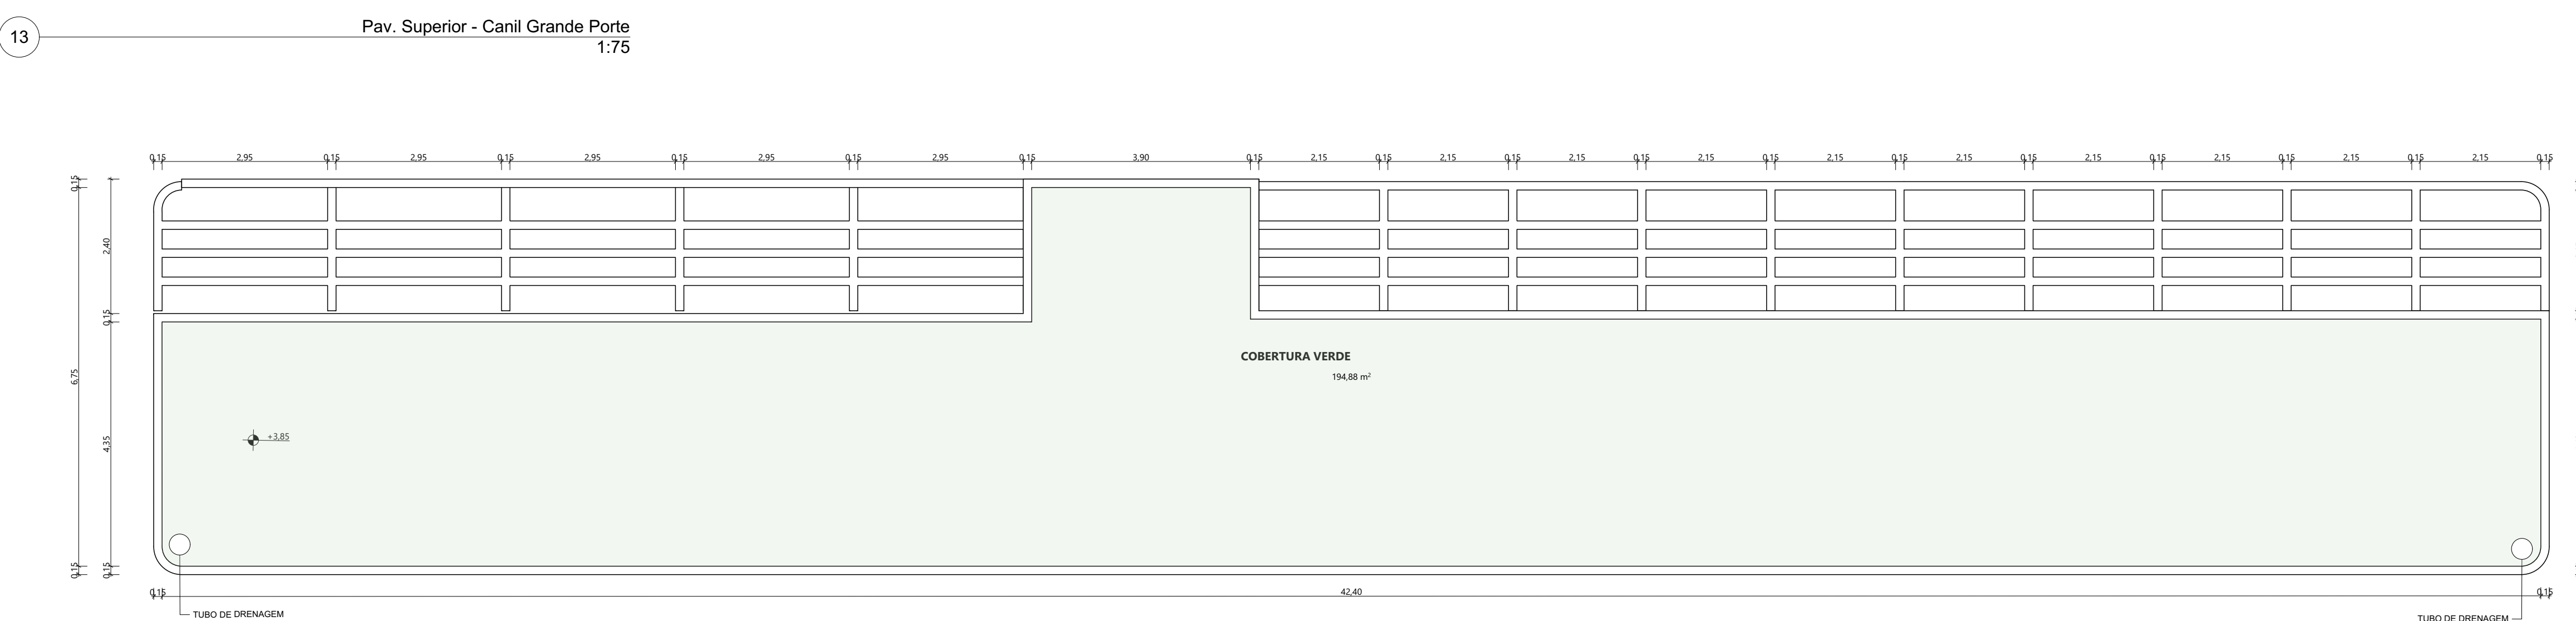 13
Pav. Superior - Canil Grande Porte
1:75
0,15 2,95 0,15 2,95 0,15 2,95 0,15 2,95 0,15 2,95 0,15 3,90 0,15 2,15 0,15 2,15 0,15 2,15 0,15 2,15 0,15 2,15 0,15 2,15 0,15 2,15 0,15 2,15 0,15 2,15 0,15 2,15 0,15
0,15
2,40
0,15
COBERTURA VERDE
6,75
194,88 m²
4,35
+3,85
0,15 0,15
0,15 42,40 0,15
TUBO DE DRENAGEM
TUBO DE DRENAGEM